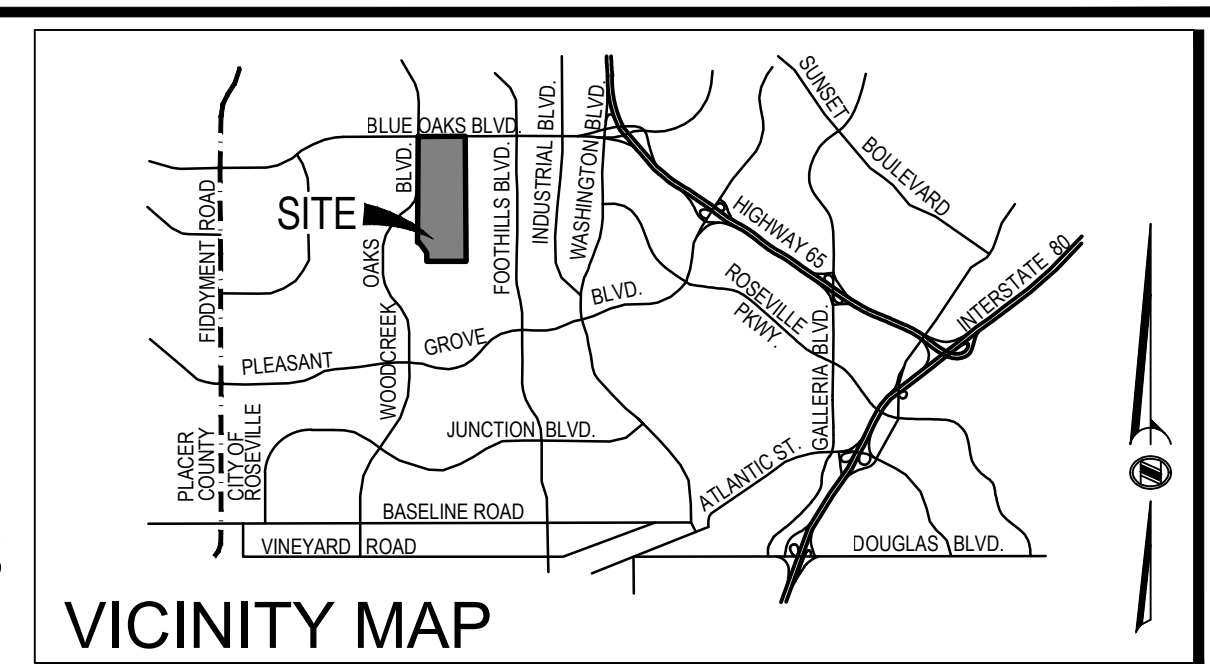 SUNSET
BOULEVARD
BLUE OAKS BLVD.
INDUSTRIAL BLVD.
WASHINGTON BLVD.
FOOTHILLS BLVD.
BLVD.
OAKS
WOODCREEK
SITE
FIDDYMENT ROAD
HIGHWAY 65
INTERSTATE 80
ROSEVILLE
PKWY.
GALLERIA BLVD.
PLEASANT
GROVE
BLVD.
JUNCTION BLVD.
ATLANTIC ST.
PLACER
COUNTY
CITY OF
ROSEVILLE
BASELINE ROAD
VINEYARD ROAD
DOUGLAS BLVD.
VICINITY MAP